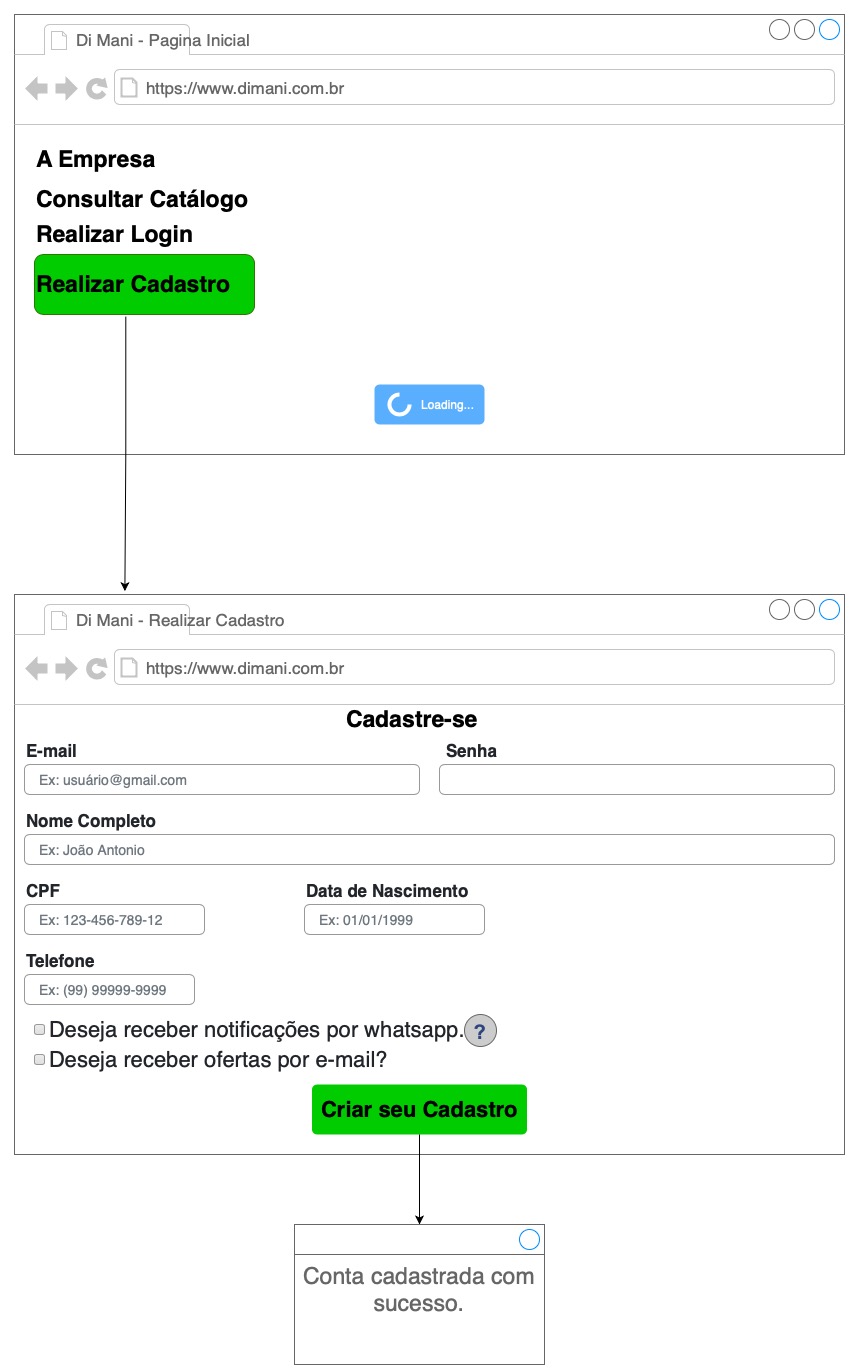 Di Mani - Pagina Inicial
https://www.dimani.com.br
A Empresa
Consultar Catálogo
Realizar Login
Realizar Cadastro
Loading...
Di Mani - Realizar Cadastro
https://www.dimani.com.br
Cadastre-se
E-mail Senha
Ex: usuário@gmail.com
Nome Completo
Ex: João Antonio
CPF Data de Nascimento
Ex: 123-456-789-12 Ex: 01/01/1999
Telefone
Ex: (99) 99999-9999
Deseja receber notificações por whatsapp. ?
Deseja receber ofertas por e-mail?
Criar seu Cadastro
Conta cadastrada com
sucesso.